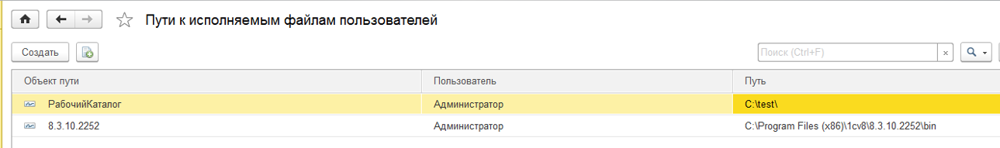 Пути к исполняемым файлам пользователей
Создать
Поиск (Ctrl+F)
×
Объект пути Пользователь Путь
РабочийКаталог Администратор C:\test\
8.3.10.2252 Администратор C:\Program Files (x86)\1cv8\8.3.10.2252\bin